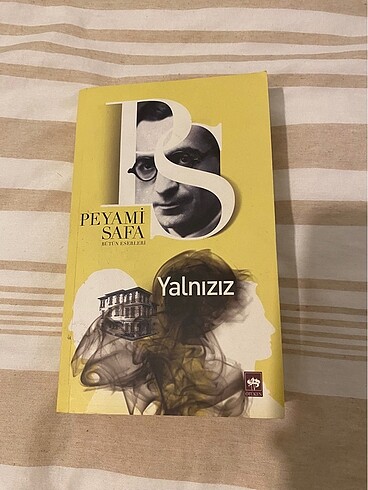 PS
PEYAMİ
SAFA
BÜTÜN ESERLERİ
Yalnızız
ÖTÜKEN